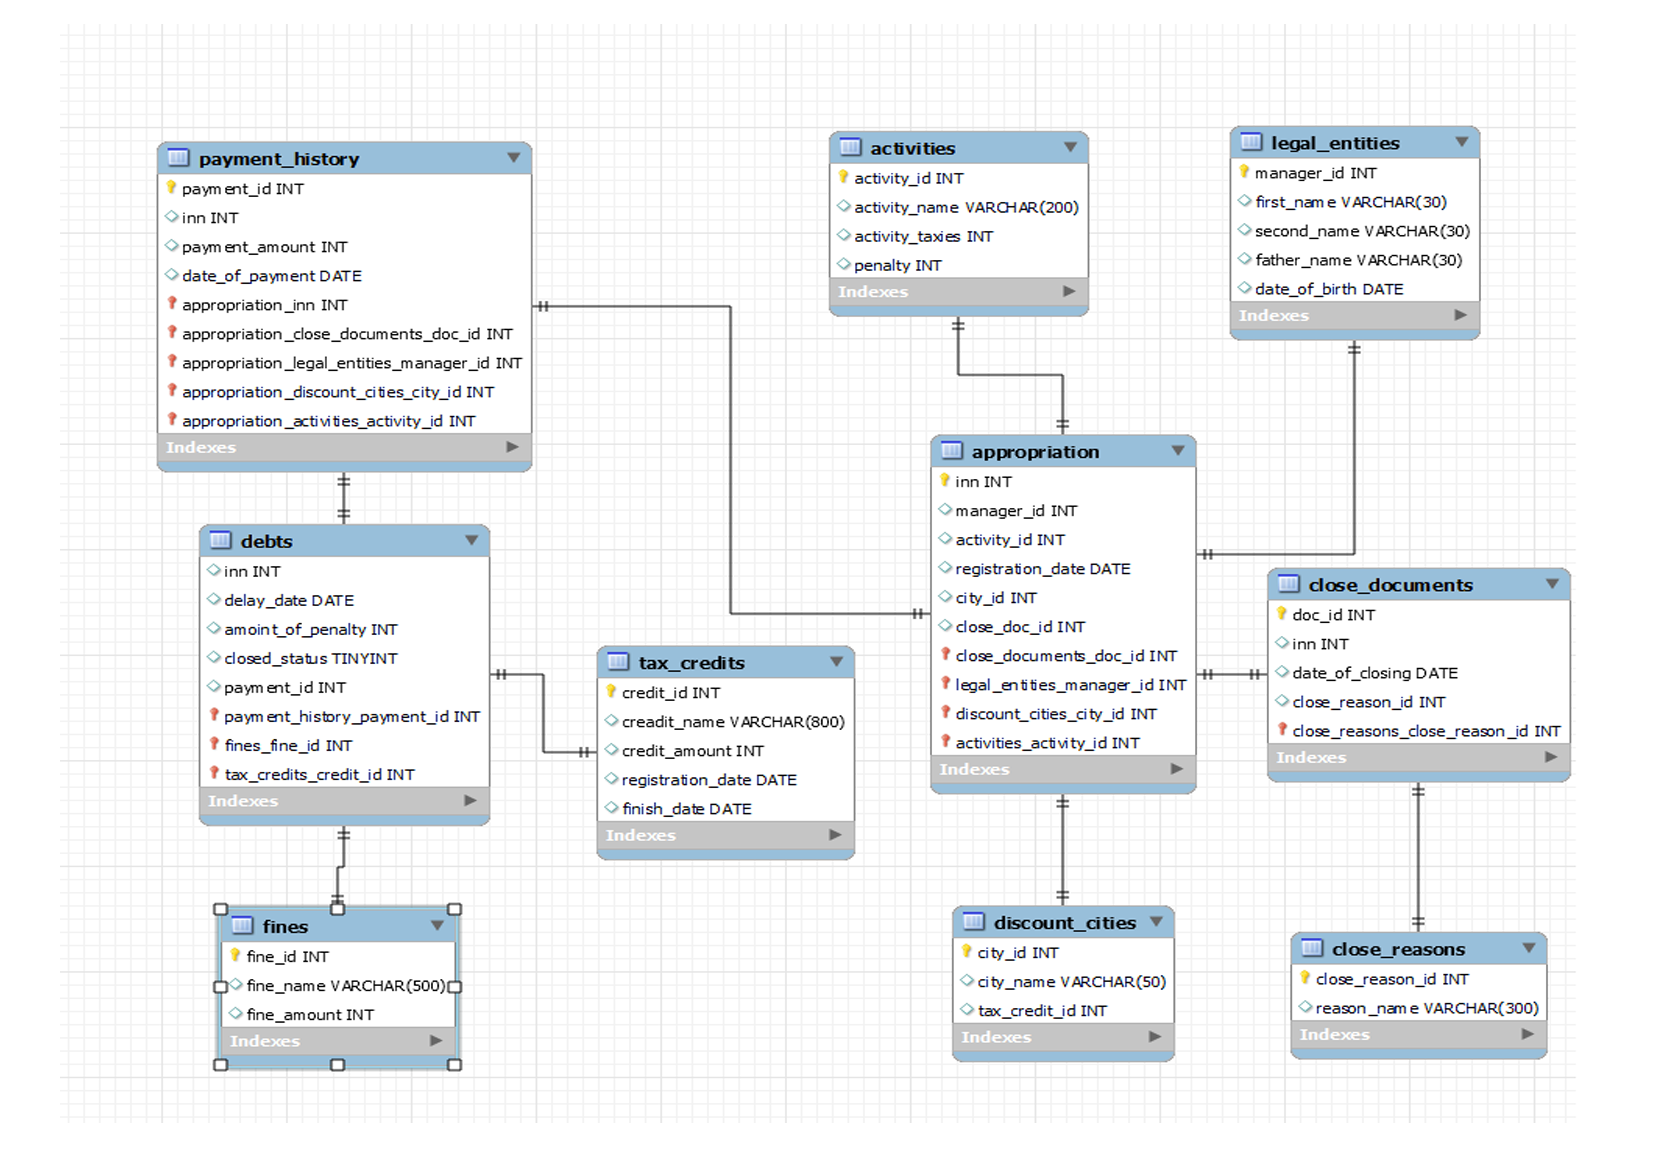 payment_history
payment_id INT
inn INT
payment_amount INT
date_of_payment DATE
appropriation_inn INT
appropriation_close_documents_doc_id INT
appropriation_legal_entities_manager_id INT
appropriation_discount_cities_city_id INT
appropriation_activities_activity_id INT
Indexes
activities
activity_id INT
activity_name VARCHAR(200)
activity_taxies INT
penalty INT
Indexes
legal_entities
manager_id INT
first_name VARCHAR(30)
second_name VARCHAR(30)
father_name VARCHAR(30)
date_of_birth DATE
Indexes
debts
inn INT
delay_date DATE
amoint_of_penalty INT
closed_status TINYINT
payment_id INT
payment_history_payment_id INT
fines_fine_id INT
tax_credits_credit_id INT
Indexes
tax_credits
credit_id INT
creadit_name VARCHAR(800)
credit_amount INT
registration_date DATE
finish_date DATE
Indexes
appropriation
inn INT
manager_id INT
activity_id INT
registration_date DATE
city_id INT
close_doc_id INT
close_documents_doc_id INT
legal_entities_manager_id INT
discount_cities_city_id INT
activities_activity_id INT
Indexes
close_documents
doc_id INT
inn INT
date_of_closing DATE
close_reason_id INT
close_reasons_close_reason_id INT
Indexes
fines
fine_id INT
fine_name VARCHAR(500)
fine_amount INT
Indexes
discount_cities
city_id INT
city_name VARCHAR(50)
tax_credit_id INT
Indexes
close_reasons
close_reason_id INT
reason_name VARCHAR(300)
Indexes